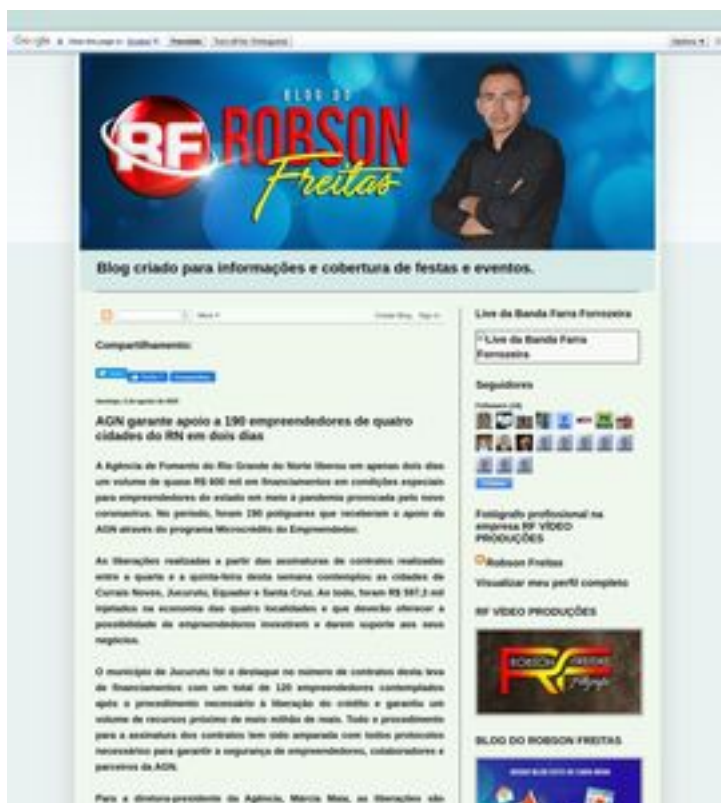 Google
BLOG DO
RF ROBSON
Freitas
Blog criado para informações e cobertura de festas e eventos.
More
Create Blog Sign In
Compartilhamento:
AGN garante apoio a 190 empreendedores de quatro
cidades do RN em dois dias
A Agência de Fomento do Rio Grande do Norte liberou em apenas dois dias
um volume de quase R$ 600 mil em financiamentos em condições especiais
para empreendedores do estado em meio à pandemia provocada pelo novo
coronavírus. No período, foram 190 potiguares que receberam o apoio da
AGN através do programa Microcrédito do Empreendedor.
As liberações realizadas a partir das assinaturas de contratos realizadas
entre a quarta e a quinta-feira desta semana contemplou as cidades de
Currais Novos, Jucurutu, Equador e Santa Cruz. Ao todo, foram R$ 587,3 mil
injetados na economia das quatro localidades e que deverão oferecer a
possibilidade de empreendedores investirem e darem suporte aos seus
negócios.
O município de Jucurutu foi o destaque no número de contratos desta leva
de financiamentos com um total de 120 empreendedores contemplados
após o procedimento necessário à liberação do crédito e garantiu um
volume de recursos próximo de meio milhão de reais. Todo o procedimento
para a assinatura dos contratos tem sido amparada com todos protocolos
necessários para garantir a segurança de empreendedores, colaboradores e
parceiros da AGN.
Para a diretora-presidente da Agência, Márcia Maia, as liberações são
Live da Banda Farra Forrozeira
Live da Banda Farra
Forrozeira
Seguidores
Fotógrafo profissional na
empresa RF VÍDEO
PRODUÇÕES
Robson Freitas
Visualizar meu perfil completo
RF VÍDEO PRODUÇÕES
ROBSON FREITAS
BLOG DO ROBSON FREITAS